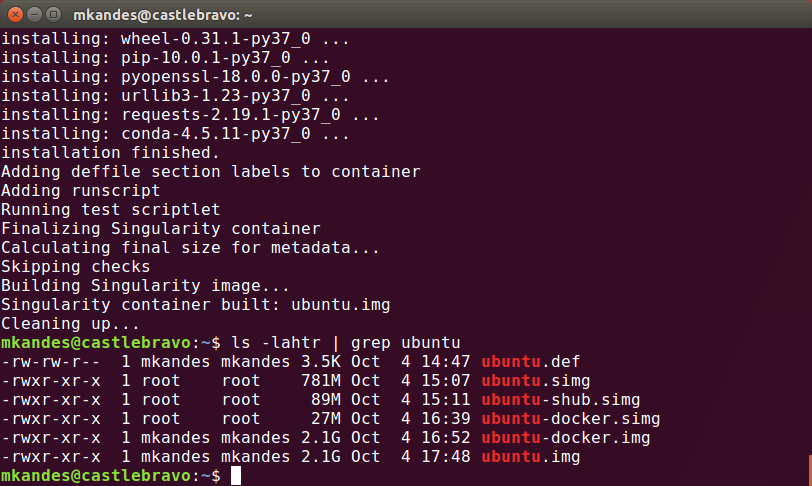 mkandes@castlebravo: ~
installing: wheel-0.31.1-py37_0 ...
installing: pip-10.0.1-py37_0 ...
installing: pyopenssl-18.0.0-py37_0 ...
installing: urllib3-1.23-py37_0 ...
installing: requests-2.19.1-py37_0 ...
installing: conda-4.5.11-py37_0 ...
installation finished.
Adding deffile section labels to container
Adding runscript
Running test scriptlet
Finalizing Singularity container
Calculating final size for metadata...
Skipping checks
Building Singularity image...
Singularity container built: ubuntu.img
Cleaning up...
mkandes@castlebravo:~$ ls -lahtr | grep ubuntu
-rw-rw-r--  1 mkandes mkandes 3.5K Oct  4 14:47 ubuntu.def
-rwxr-xr-x  1 root    root    781M Oct  4 15:07 ubuntu.simg
-rwxr-xr-x  1 root    root     89M Oct  4 15:11 ubuntu-shub.simg
-rwxr-xr-x  1 root    root     27M Oct  4 16:39 ubuntu-docker.simg
-rwxr-xr-x  1 mkandes mkandes 2.1G Oct  4 16:52 ubuntu-docker.img
-rwxr-xr-x  1 mkandes mkandes 2.1G Oct  4 17:48 ubuntu.img
mkandes@castlebravo:~$